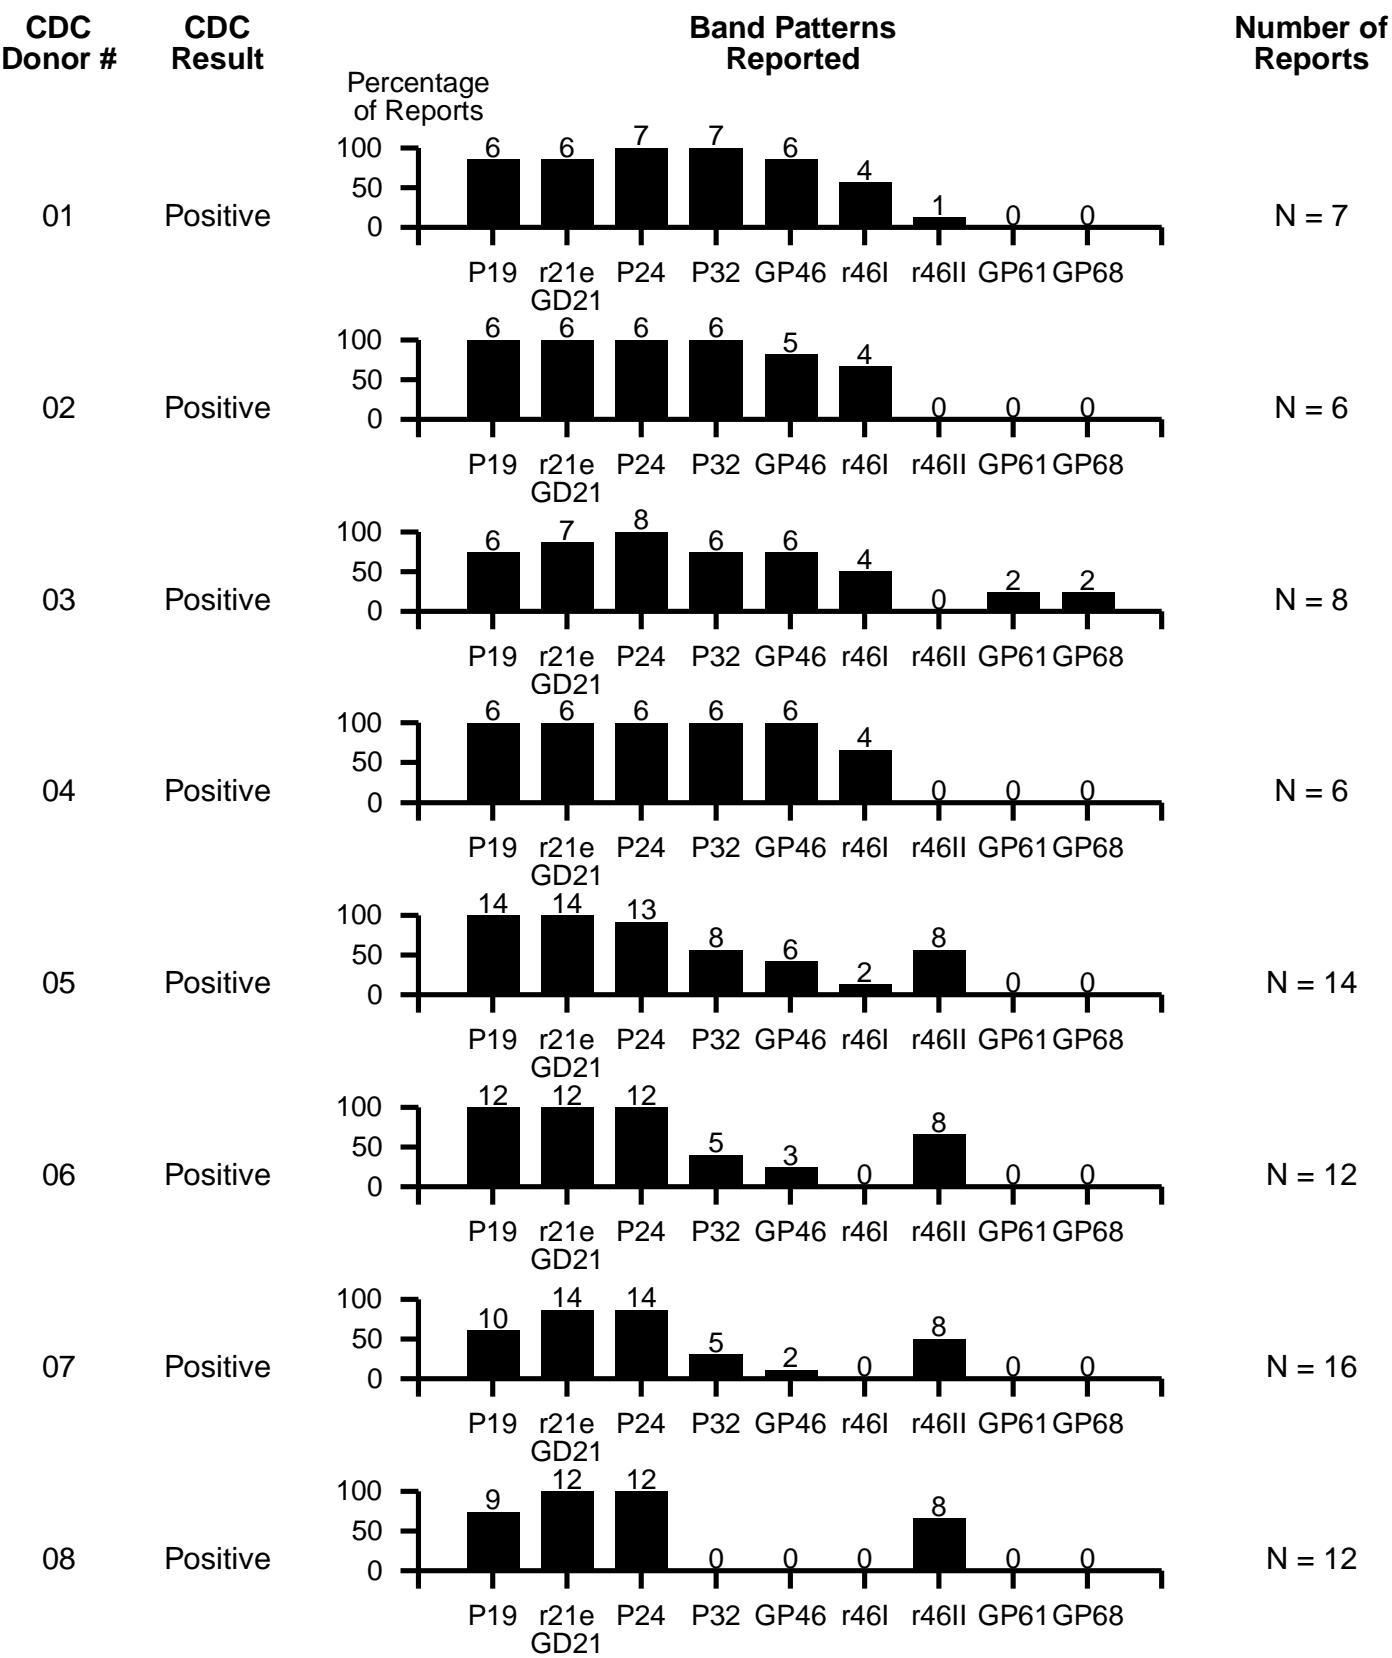 CDC
Donor #
CDC
Result
Band Patterns
Reported
Number of
Reports
Percentage
of Reports
01 Positive N = 7
6 6 7 7 6 4 1 0 0
100
50
0
P19 r21e P24 P32 GP46 r46I r46II GP61 GP68
GD21
02 Positive N = 6
6 6 6 6 5 4 0 0 0
100
50
0
P19 r21e P24 P32 GP46 r46I r46II GP61 GP68
GD21
03 Positive N = 8
6 7 8 6 6 4 0 2 2
100
50
0
P19 r21e P24 P32 GP46 r46I r46II GP61 GP68
GD21
04 Positive N = 6
6 6 6 6 6 4 0 0 0
100
50
0
P19 r21e P24 P32 GP46 r46I r46II GP61 GP68
GD21
05 Positive N = 14
14 14 13 8 6 2 8 0 0
100
50
0
P19 r21e P24 P32 GP46 r46I r46II GP61 GP68
GD21
06 Positive N = 12
12 12 12 5 3 0 8 0 0
100
50
0
P19 r21e P24 P32 GP46 r46I r46II GP61 GP68
GD21
07 Positive N = 16
10 14 14 5 2 0 8 0 0
100
50
0
P19 r21e P24 P32 GP46 r46I r46II GP61 GP68
GD21
08 Positive N = 12
9 12 12 0 0 0 8 0 0
100
50
0
P19 r21e P24 P32 GP46 r46I r46II GP61 GP68
GD21